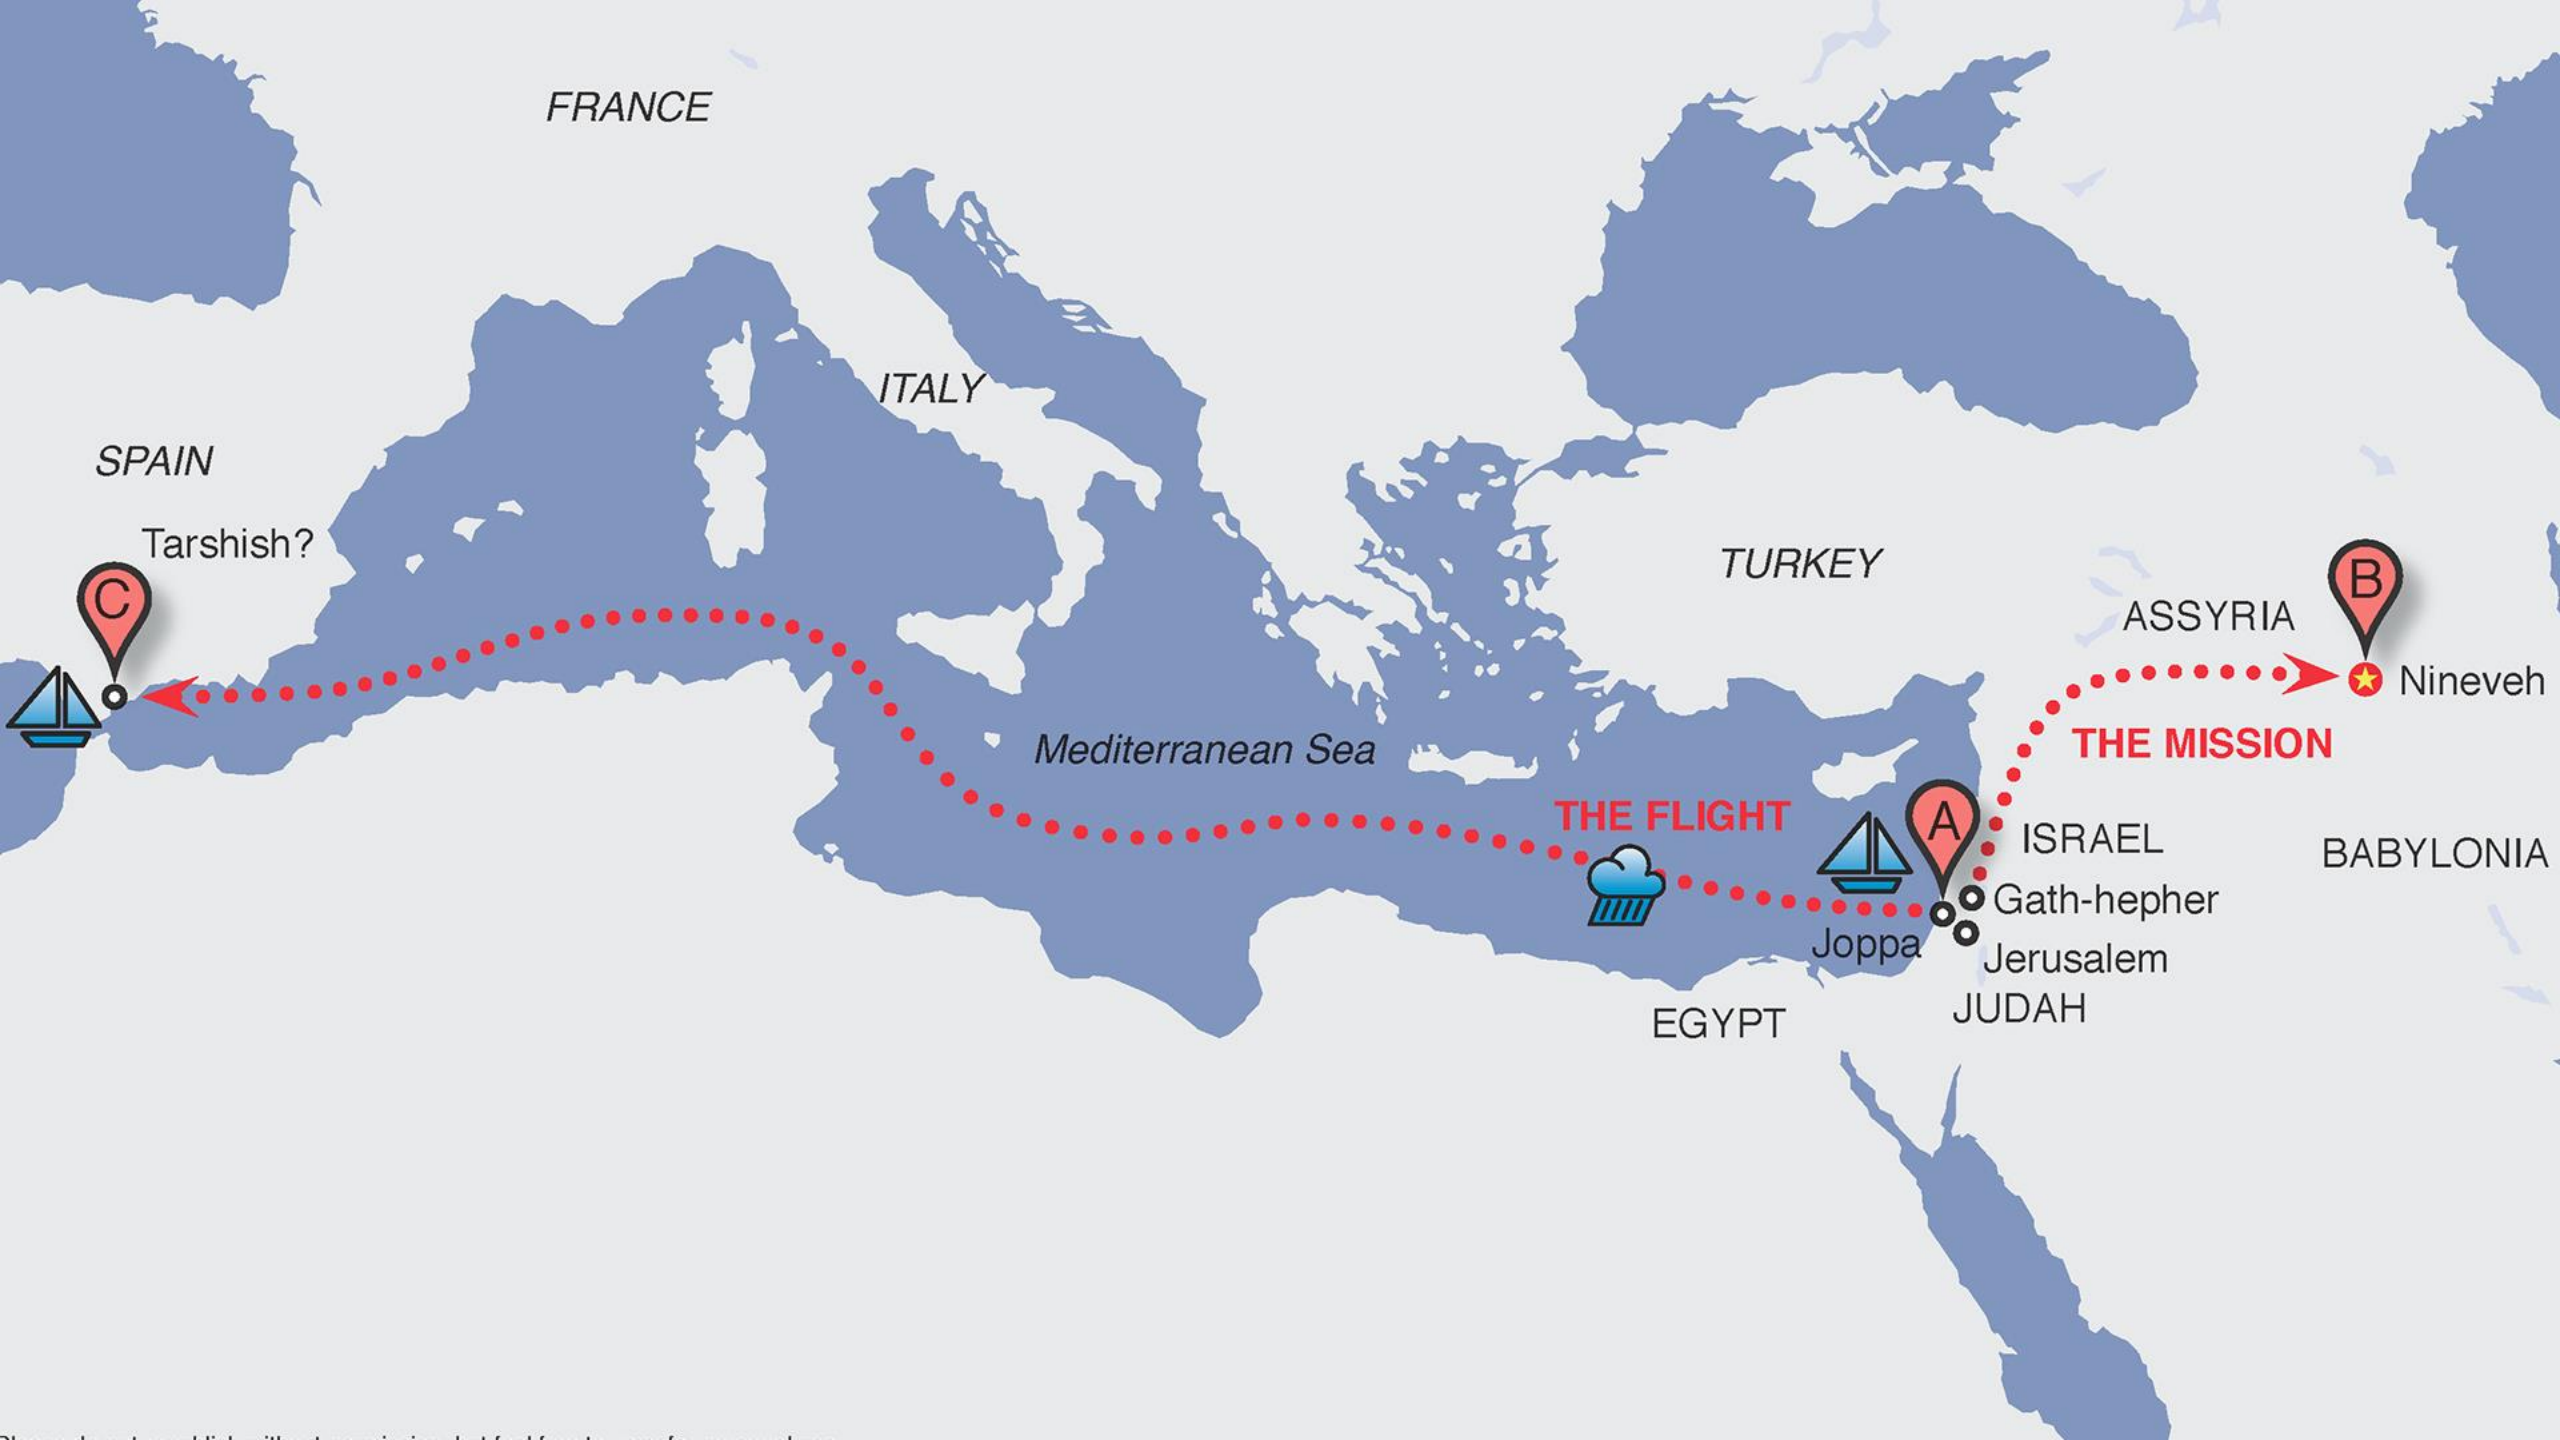 FRANCE
ITALY
SPAIN
Tarshish?
C
TURKEY
B
ASSYRIA
Nineveh
THE MISSION
Mediterranean Sea
THE FLIGHT
A
ISRAEL
BABYLONIA
Gath-hepher
Joppa
Jerusalem
JUDAH
EGYPT